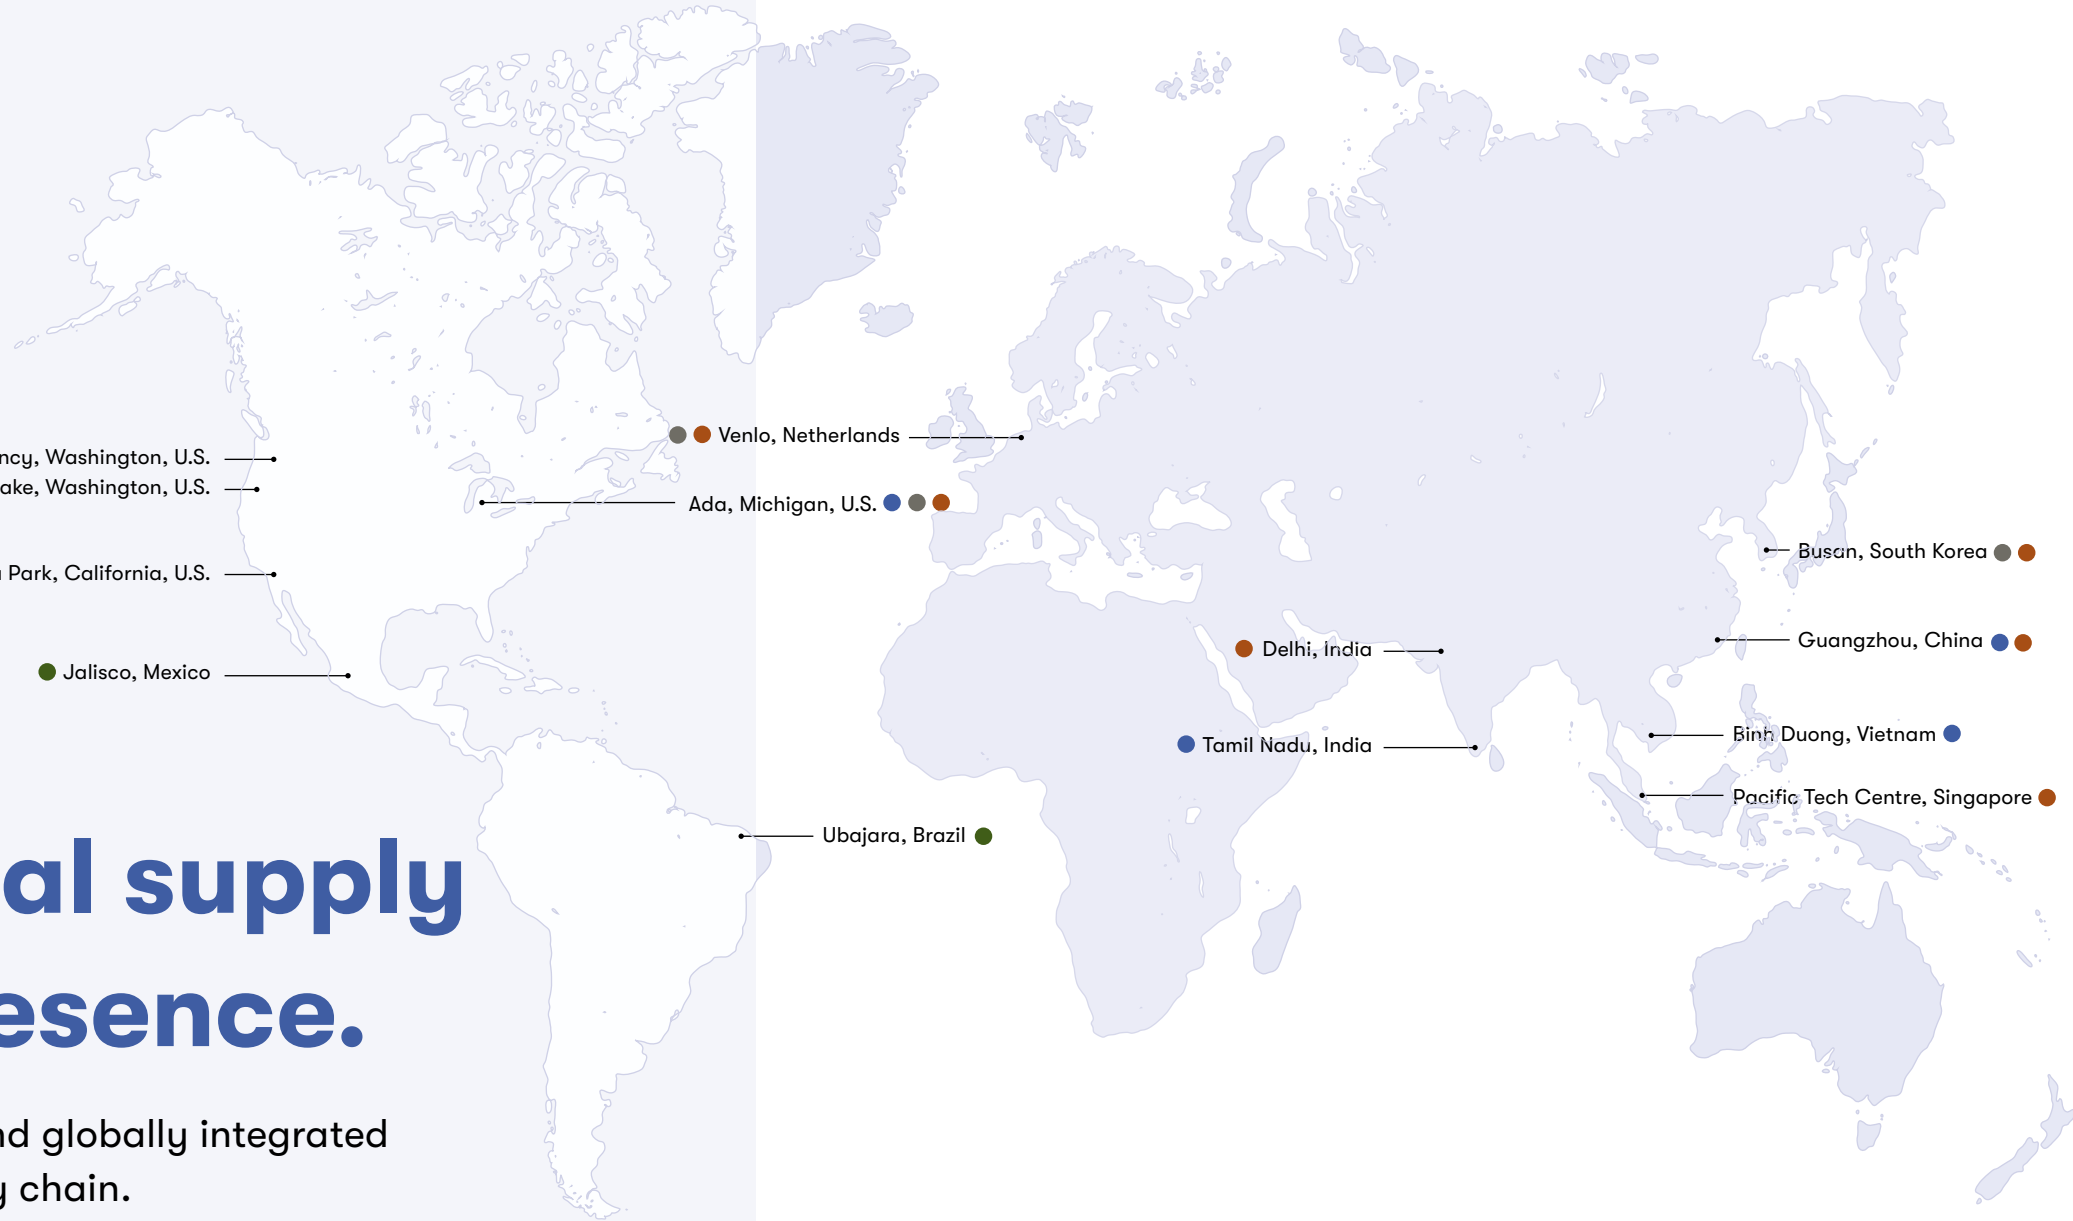 Venlo, Netherlands
ncy, Washington, U.S.
ake, Washington, U.S.
Ada, Michigan, U.S.
Busan, South Korea
Park, California, U.S.
Guangzhou, China
Delhi, India
Jalisco, Mexico
Binh Duong, Vietnam
Tamil Nadu, India
Pacific Tech Centre, Singapore
Ubajara, Brazil
al supply
esence.
nd globally integrated
y chain.